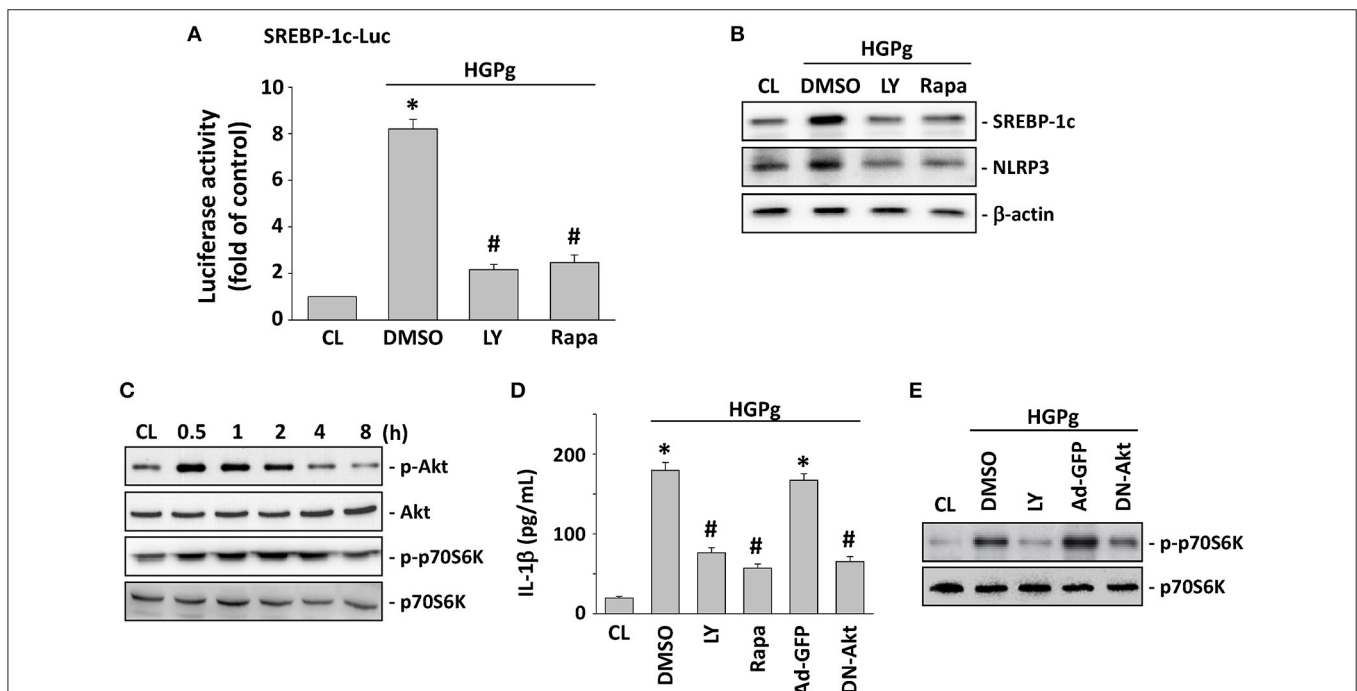 A
SREBP-1c-Luc
HGPg
Luciferase activity
(fold of control)
10
8
6
4
2
0
*
#
#
CL DMSO LY Rapa
B
HGPg
CL DMSO LY Rapa
- SREBP-1c
- NLRP3
- β-actin
C
CL 0.5 1 2 4 8 (h)
- p-Akt
- Akt
- p-p70S6K
- p70S6K
D
HGPg
IL-1β (pg/mL)
200
100
0
*
#
#
*
#
CL DMSO LY Rapa Ad-GFP DN-Akt
E
HGPg
CL DMSO LY Ad-GFP DN-Akt
- p-p70S6K
- p70S6K